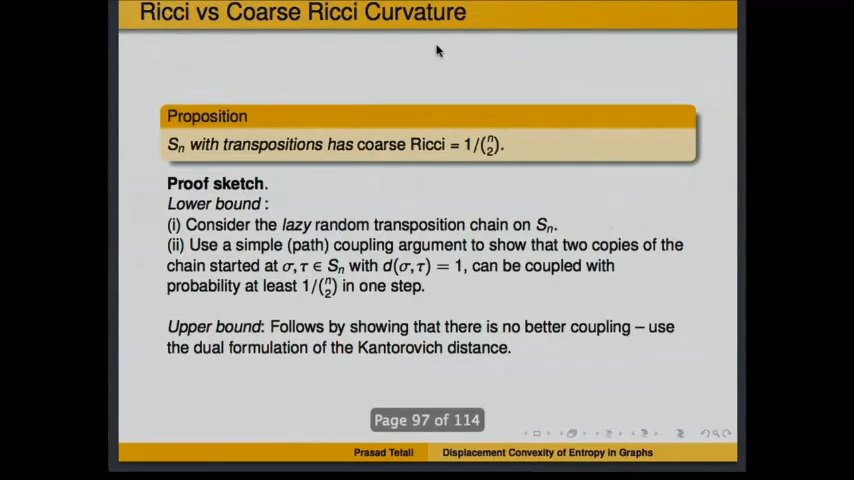 Ricci vs Coarse Ricci Curvature
Proposition
Sₙ with transpositions has coarse Ricci = 1/(n 2).
Proof sketch.
Lower bound :
(i) Consider the lazy random transposition chain on Sₙ.
(ii) Use a simple (path) coupling argument to show that two copies of the
chain started at σ, τ ∈ Sₙ with d(σ, τ) = 1, can be coupled with
probability at least 1/(n 2) in one step.
Upper bound: Follows by showing that there is no better coupling – use
the dual formulation of the Kantorovich distance.
Page 97 of 114
Prasad Tetali Displacement Convexity of Entropy in Graphs